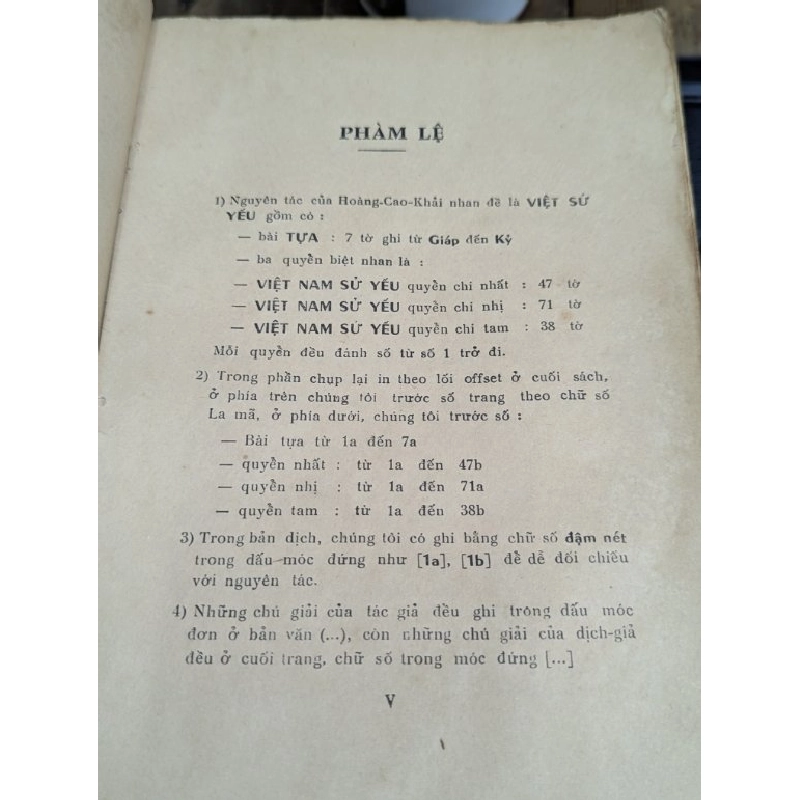 PHÀM LỆ
1) Nguyên tác của Hoàng-Cao-Khải nhan đề là VIỆT SỬ
YẾU gồm có :
— bài TỰA : 7 tờ ghi từ Giáp đến Kỷ
— ba quyển biệt nhan là :
— VIỆT NAM SỬ YẾU quyển chi nhất : 47 tờ
— VIỆT NAM SỬ YẾU quyển chi nhị : 71 tờ
— VIỆT NAM SỬ YẾU quyển chi tam : 38 tờ
Mỗi quyển đều đánh số từ số 1 trở đi.
2) Trong phần chụp lại in theo lối offset ở cuối sách,
ở phía trên chúng tôi trước số trang theo chữ số
La mã, ở phía dưới, chúng tôi trước số :
— Bài tựa từ 1a đến 7a
— quyển nhất : từ 1a đến 47b
— quyển nhị : từ 1a đến 71a
— quyển tam : từ 1a đến 38b
3) Trong bản dịch, chúng tôi có ghi bằng chữ số đậm nét
trong dấu móc đứng như [1a], [1b] để dể đối chiếu
với nguyên tác.
4) Những chú giải của tác giả đều ghi trông dấu móc
đơn ở bản văn (...), còn những chú giải của dịch-giả
đều ở cuối trang, chữ số trong móc đứng [...]
V